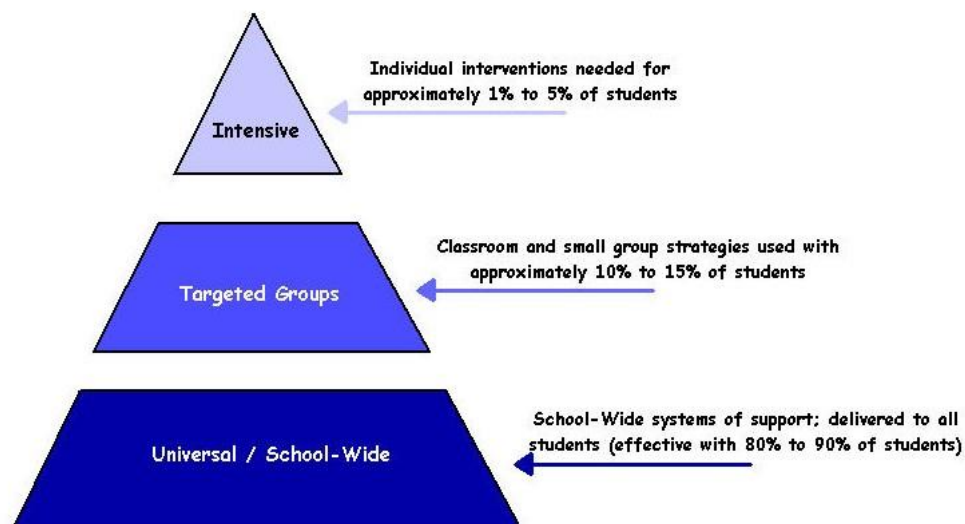 Individual interventions needed for
approximately 1% to 5% of students
Intensive
Classroom and small group strategies used with
approximately 10% to 15% of students
Targeted Groups
School-Wide systems of support; delivered to all
students (effective with 80% to 90% of students)
Universal / School-Wide